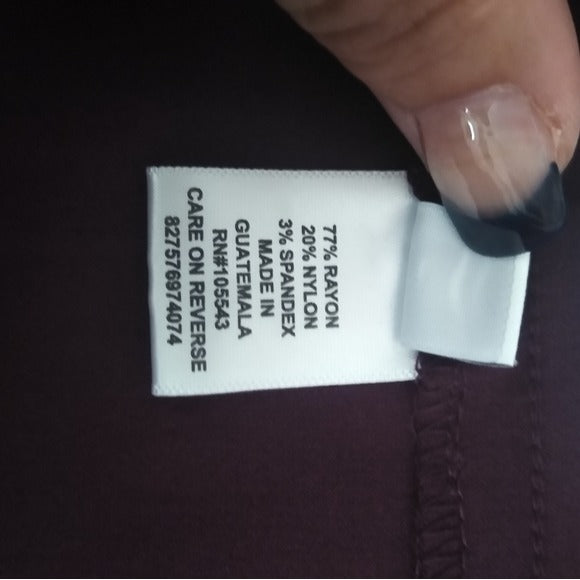 77% RAYON
20% NYLON
3% SPANDEX
MADE IN
GUATEMALA
RN#105543
CARE ON REVERSE
827576974074